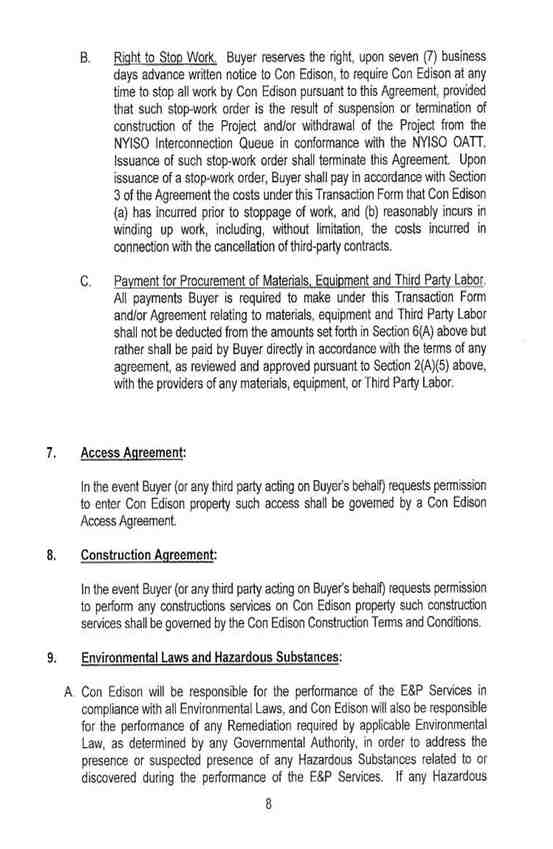 B. Right to Stop Work. Buyer reserves the right, upon seven (7) business
days advance written notice to Con Edison, to require Con Edison at any
time to stop all work by Con Edison pursuant to this Agreement, provided
that such stop-work order is the result of suspension or termination of
construction of the Project and/or withdrawal of the Project from the
NYISO Interconnection Queue in conformance with the NYISO OATT.
Issuance of such stop-work order shall terminate this Agreement. Upon
issuance of a stop-work order, Buyer shall pay in accordance with Section
3 of the Agreement the costs under this Transaction Form that Con Edison
(a) has incurred prior to stoppage of work, and (b) reasonably incurs in
winding up work, including, without limitation, the costs incurred in
connection with the cancellation of third-party contracts.
C. Payment for Procurement of Materials, Equipment and Third Party Labor.
All payments Buyer is required to make under this Transaction Form
and/or Agreement relating to materials, equipment and Third Party Labor
shall not be deducted from the amounts set forth in Section 6(A) above but
rather shall be paid by Buyer directly in accordance with the terms of any
agreement, as reviewed and approved pursuant to Section 2(A)(5) above,
with the providers of any materials, equipment, or Third Party Labor.
7. Access Agreement:
In the event Buyer (or any third party acting on Buyer's behalf) requests permission
to enter Con Edison property such access shall be governed by a Con Edison
Access Agreement.
8. Construction Agreement:
In the event Buyer (or any third party acting on Buyer's behalf) requests permission
to perform any constructions services on Con Edison property such construction
services shall be governed by the Con Edison Construction Terms and Conditions.
9. Environmental Laws and Hazardous Substances:
A. Con Edison will be responsible for the performance of the E&P Services in
compliance with all Environmental Laws, and Con Edison will also be responsible
for the performance of any Remediation required by applicable Environmental
Law, as determined by any Governmental Authority, in order to address the
presence or suspected presence of any Hazardous Substances related to or
discovered during the performance of the E&P Services. If any Hazardous
8